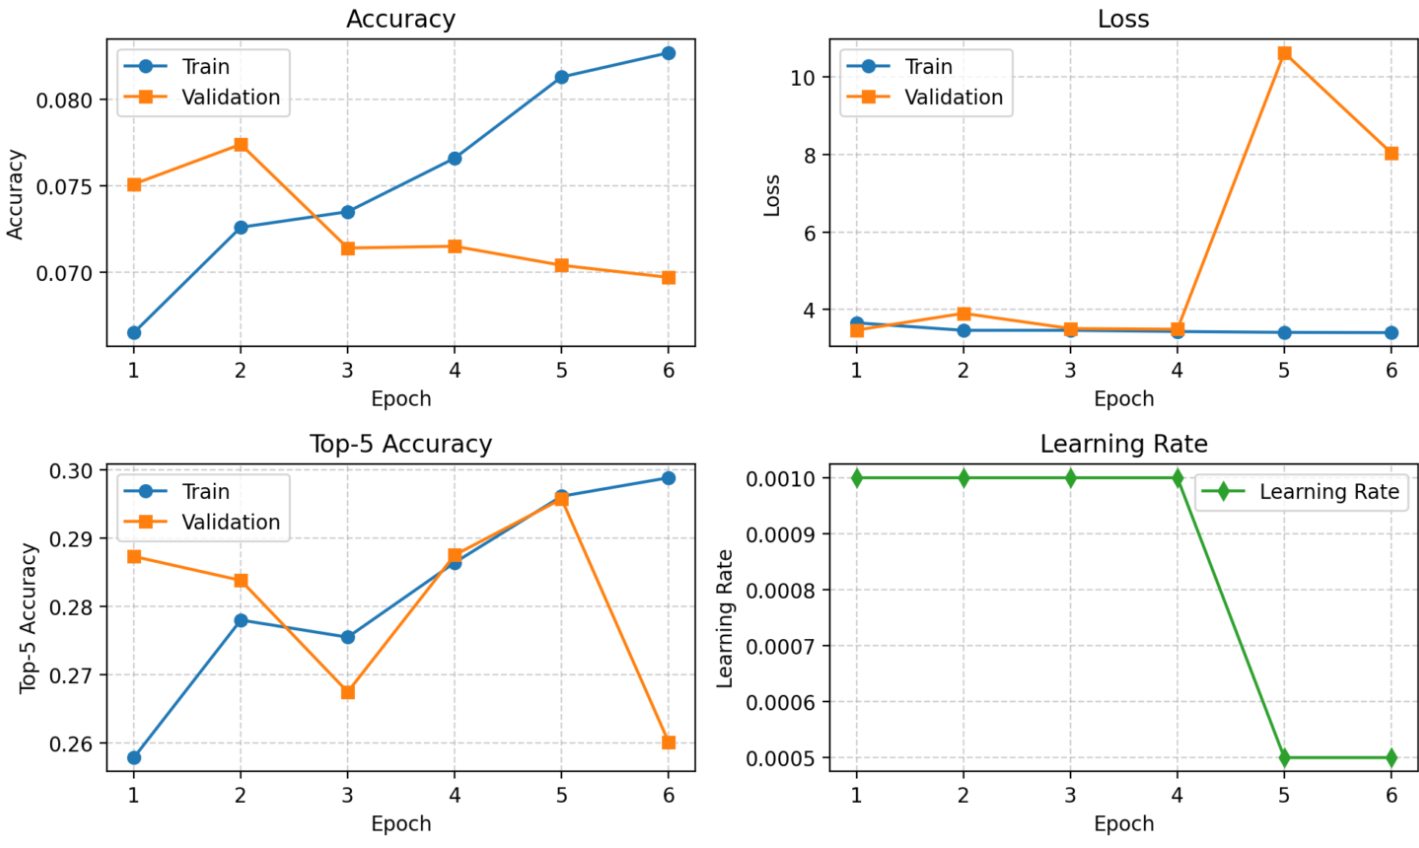 Accuracy
Train
Validation
0.080
0.075
0.070
Accuracy
1 2 3 4 5 6
Epoch
Loss
Train
Validation
10
8
6
4
Loss
1 2 3 4 5 6
Epoch
Top-5 Accuracy
Train
Validation
0.30
0.29
0.28
0.27
0.26
Top-5 Accuracy
1 2 3 4 5 6
Epoch
Learning Rate
Learning Rate
0.0010
0.0009
0.0008
0.0007
0.0006
0.0005
Learning Rate
1 2 3 4 5 6
Epoch